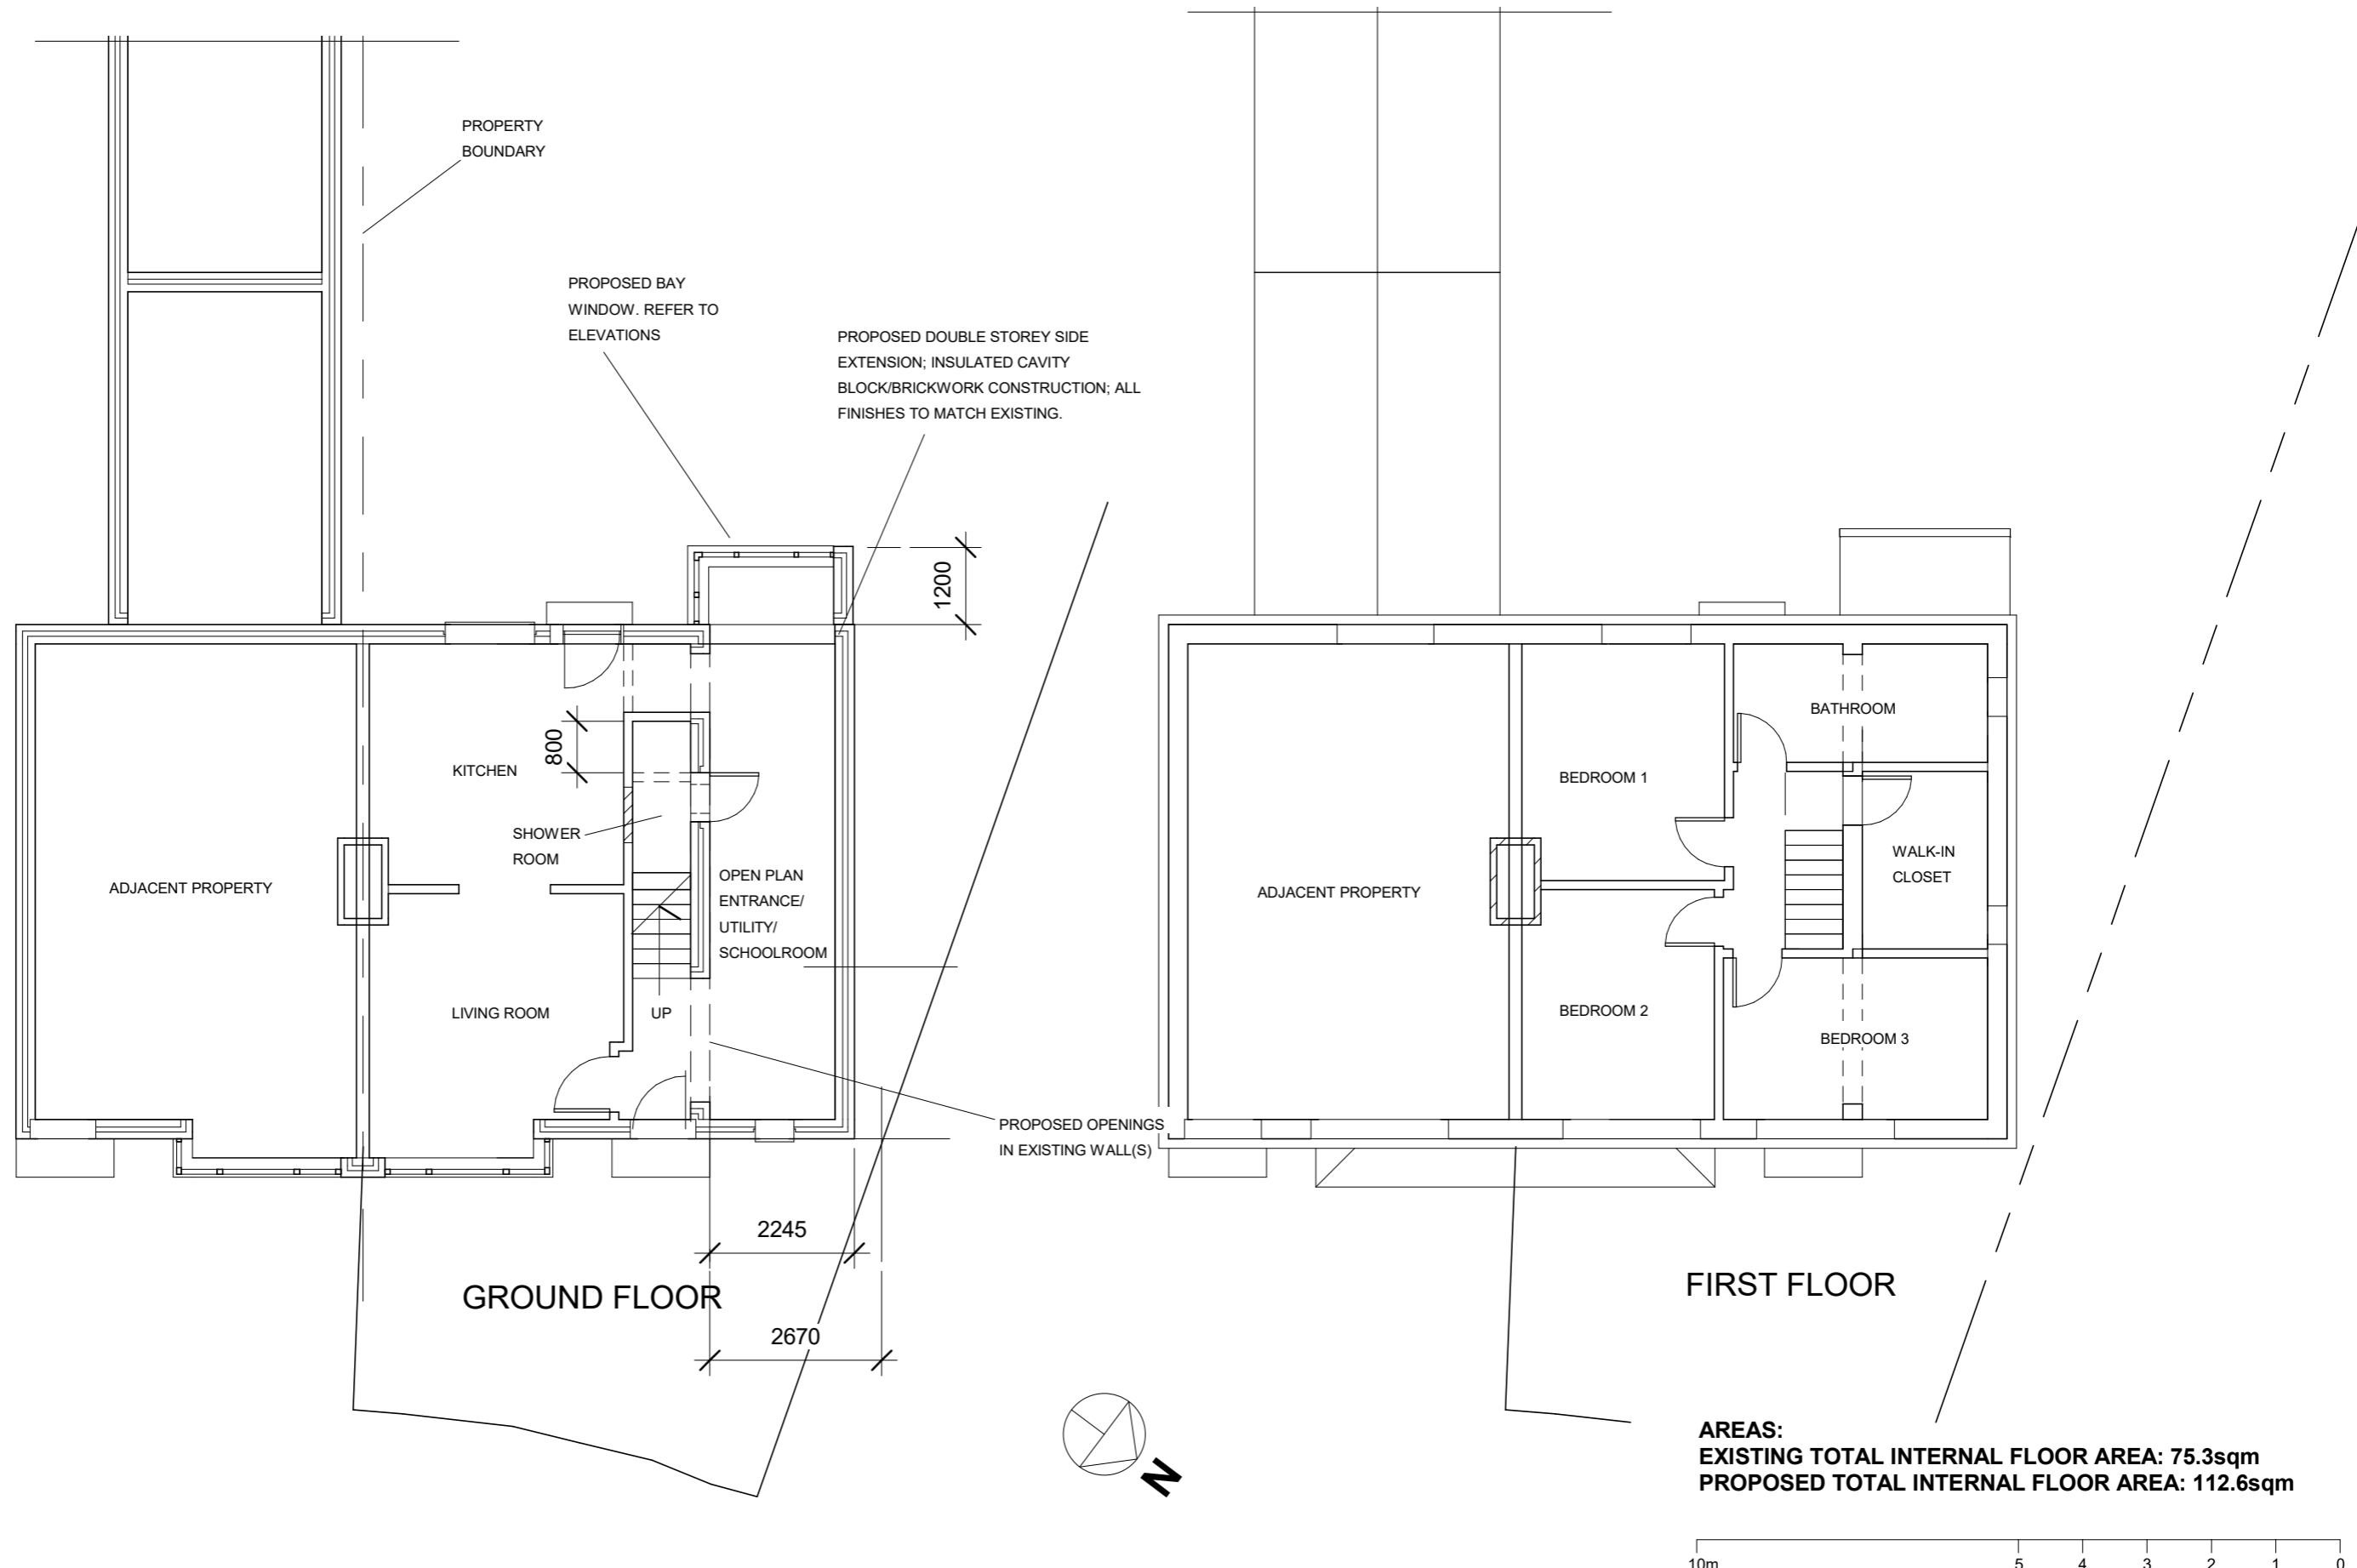 PROPERTY
BOUNDARY
PROPOSED BAY
WINDOW. REFER TO
ELEVATIONS
PROPOSED DOUBLE STOREY SIDE
EXTENSION; INSULATED CAVITY
BLOCK/BRICKWORK CONSTRUCTION; ALL
FINISHES TO MATCH EXISTING.
1200
800
KITCHEN
SHOWER
ROOM
ADJACENT PROPERTY
OPEN PLAN
ENTRANCE/
UTILITY/
SCHOOLROOM
LIVING ROOM
UP
PROPOSED OPENINGS
IN EXISTING WALL(S)
2245
2670
GROUND FLOOR
BATHROOM
BEDROOM 1
WALK-IN
CLOSET
ADJACENT PROPERTY
BEDROOM 2
BEDROOM 3
FIRST FLOOR
N
AREAS:
EXISTING TOTAL INTERNAL FLOOR AREA: 75.3sqm
PROPOSED TOTAL INTERNAL FLOOR AREA: 112.6sqm
10m 5 4 3 2 1 0